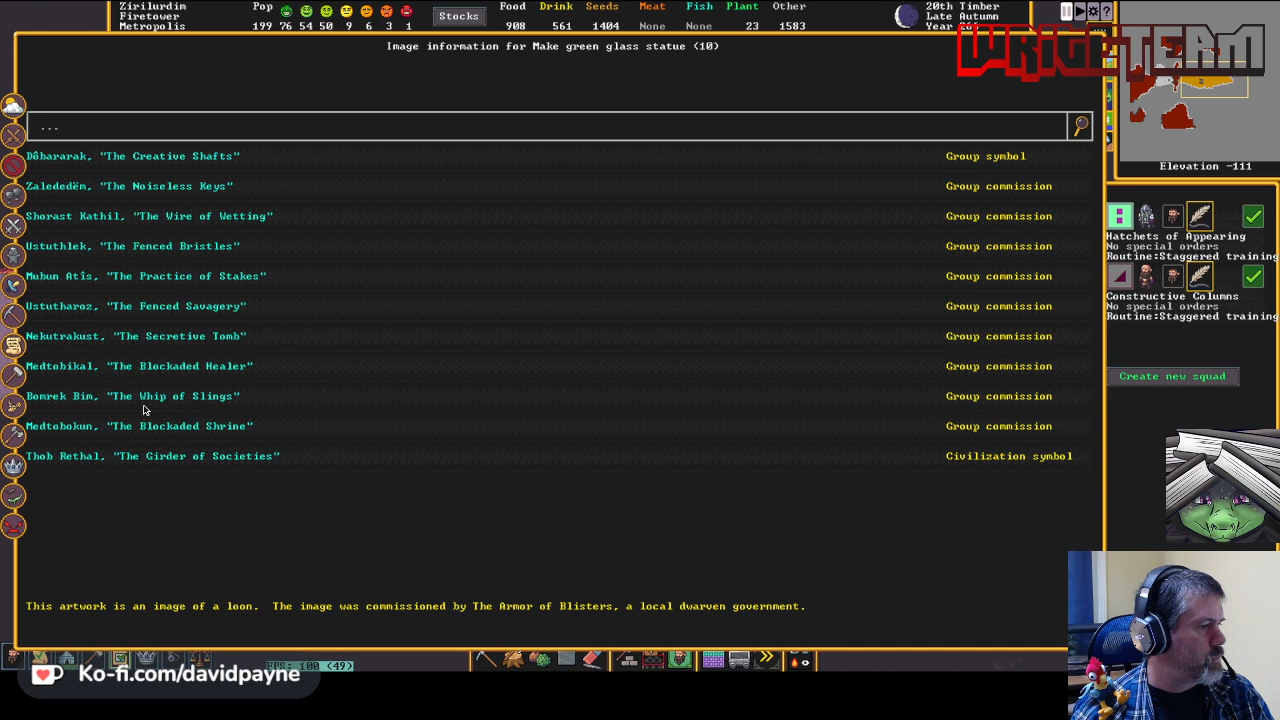 Zirilurdim
Firetower
Metropolis
Pop
199 76 54 50 9 6 3 1
Stocks
Food Drink Seeds Meat Fish Plant Other
908 561 1404 None None 23 1583
20th Timber
Late Autumn
WRIGETEAM
Image information for Make green glass statue (10)
...
Elevation -111
Dôbararak, "The Creative Shafts" Group symbol
Zalededëm, "The Noiseless Keys" Group commission
Shorast Kathil, "The Wire of Wetting" Group commission
Ustuthlek, "The Fenced Bristles" Group commission
Mubun Atîs, "The Practice of Stakes" Group commission
Ustutharoz, "The Fenced Savagery" Group commission
Nekutrakust, "The Secretive Tomb" Group commission
Medtobikal, "The Blockaded Healer" Group commission
Bomrek Bim, "The Whip of Slings" Group commission
Medtobokun, "The Blockaded Shrine" Group commission
Thob Rethal, "The Girder of Societies" Civilization symbol
Hatchets of Appearing
No special orders
Routine:Staggered training
Constructive Columns
No special orders
Routine:Staggered training
Create new squad
This artwork is an image of a loon.  The image was commissioned by The Armor of Blisters, a local dwarven government.
FPS: 100 (49)
Ko-fi.com/davidpayne